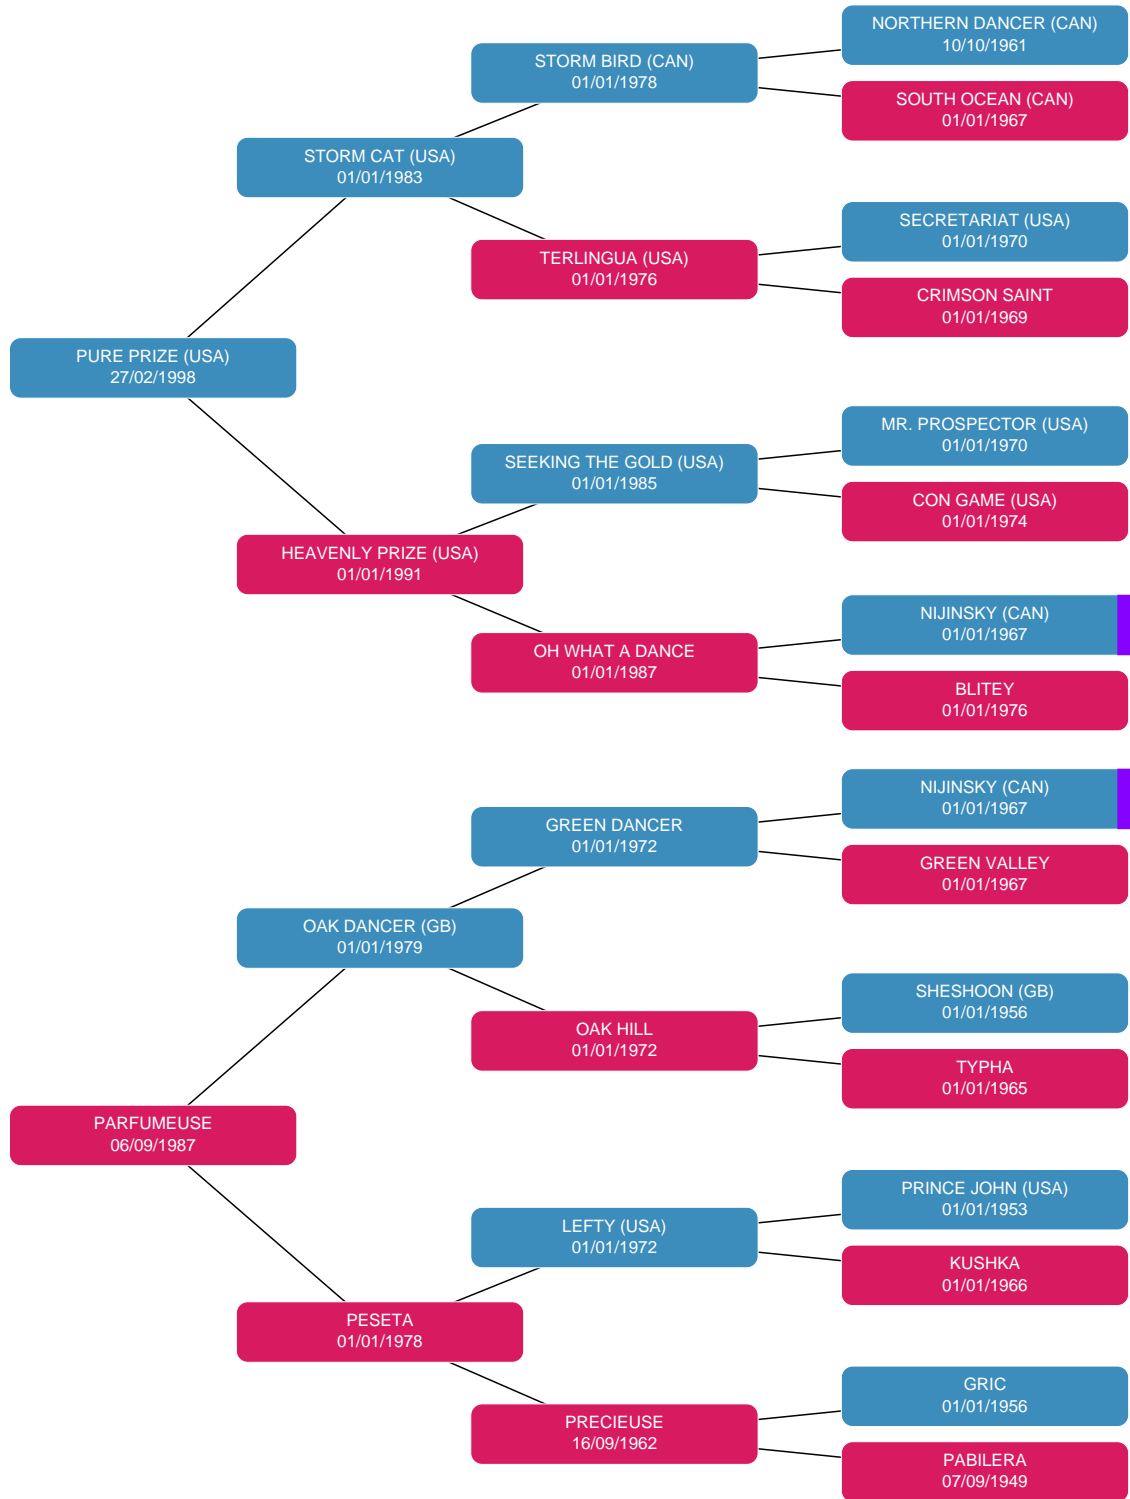 NORTHERN DANCER (CAN)
10/10/1961
STORM BIRD (CAN)
01/01/1978
SOUTH OCEAN (CAN)
01/01/1967
STORM CAT (USA)
01/01/1983
SECRETARIAT (USA)
01/01/1970
TERLINGUA (USA)
01/01/1976
CRIMSON SAINT
01/01/1969
PURE PRIZE (USA)
27/02/1998
MR. PROSPECTOR (USA)
01/01/1970
SEEKING THE GOLD (USA)
01/01/1985
CON GAME (USA)
01/01/1974
HEAVENLY PRIZE (USA)
01/01/1991
NIJINSKY (CAN)
01/01/1967
OH WHAT A DANCE
01/01/1987
BLITEY
01/01/1976
NIJINSKY (CAN)
01/01/1967
GREEN DANCER
01/01/1972
GREEN VALLEY
01/01/1967
OAK DANCER (GB)
01/01/1979
SHESHOON (GB)
01/01/1956
OAK HILL
01/01/1972
TYPHA
01/01/1965
PARFUMEUSE
06/09/1987
PRINCE JOHN (USA)
01/01/1953
LEFTY (USA)
01/01/1972
KUSHKA
01/01/1966
PESETA
01/01/1978
GRIC
01/01/1956
PRECIEUSE
16/09/1962
PABILERA
07/09/1949